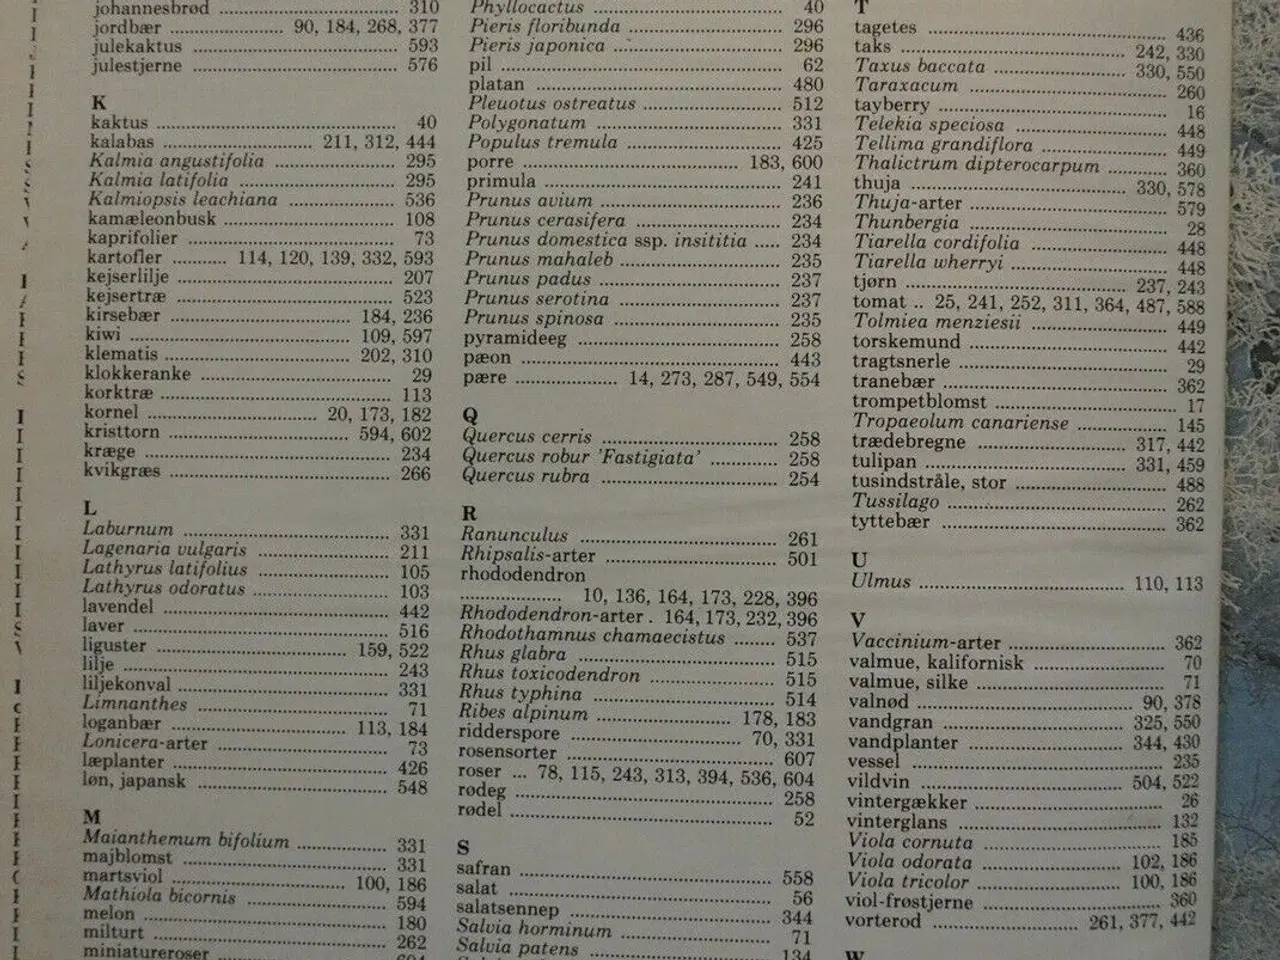 johannesbrød ........ 310
jordbær ........ 90, 184, 268, 377
julekaktus ........ 593
julestjerne ........ 576
K
kaktus ........ 40
kalabas ........ 211, 312, 444
Kalmia angustifolia ........ 295
Kalmia latifolia ........ 295
Kalmiopsis leachiana ........ 536
kamæleonbusk ........ 108
kaprifolier ........ 73
kartofler ........ 114, 120, 139, 332, 593
kejserlilje ........ 207
kejsertræ ........ 523
kirsebær ........ 184, 236
kiwi ........ 109, 597
klematis ........ 202, 310
klokkeranke ........ 29
korktræ ........ 113
kornel ........ 20, 173, 182
kristtorn ........ 594, 602
kræge ........ 234
kvikgræs ........ 266
L
Laburnum ........ 331
Lagenaria vulgaris ........ 211
Lathyrus latifolius ........ 105
Lathyrus odoratus ........ 103
lavendel ........ 442
laver ........ 516
liguster ........ 159, 522
lilje ........ 243
liljekonval ........ 331
Limnanthes ........ 71
loganbær ........ 113, 184
Lonicera-arter ........ 73
læplanter ........ 426
løn, japansk ........ 548
M
Maianthemum bifolium ........ 331
majblomst ........ 331
martsviol ........ 100, 186
Mathiola bicornis ........ 594
melon ........ 180
milturt ........ 262
miniatureroser ........
Phyllocactus ........ 40
Pieris floribunda ........ 296
Pieris japonica ........ 296
pil ........ 62
platan ........ 480
Pleuotus ostreatus ........ 512
Polygonatum ........ 331
Populus tremula ........ 425
porre ........ 183, 600
primula ........ 241
Prunus avium ........ 236
Prunus cerasifera ........ 234
Prunus domestica ssp. insititia ..... 234
Prunus mahaleb ........ 235
Prunus padus ........ 237
Prunus serotina ........ 237
Prunus spinosa ........ 235
pyramideeg ........ 258
pæon ........ 443
pære ........ 14, 273, 287, 549, 554
Q
Quercus cerris ........ 258
Quercus robur 'Fastigiata' ........ 258
Quercus rubra ........ 254
R
Ranunculus ........ 261
Rhipsalis-arter ........ 501
rhododendron
........ 10, 136, 164, 173, 228, 396
Rhododendron-arter . 164, 173, 232, 396
Rhodothamnus chamaecistus ....... 537
Rhus glabra ........ 515
Rhus toxicodendron ........ 515
Rhus typhina ........ 514
Ribes alpinum ........ 178, 183
ridderspore ........ 70, 331
rosensorter ........ 607
roser ... 78, 115, 243, 313, 394, 536, 604
rødeg ........ 258
rødel ........ 52
S
safran ........ 558
salat ........ 56
salatsennep ........ 344
Salvia horminum ........ 71
Salvia patens ........ 134
T
tagetes ........ 436
taks ........ 242, 330
Taxus baccata ........ 330, 550
Taraxacum ........ 260
tayberry ........ 16
Telekia speciosa ........ 448
Tellima grandiflora ........ 449
Thalictrum dipterocarpum ........ 360
thuja ........ 330, 578
Thuja-arter ........ 579
Thunbergia ........ 28
Tiarella cordifolia ........ 448
Tiarella wherryi ........ 448
tjørn ........ 237, 243
tomat .. 25, 241, 252, 311, 364, 487, 588
Tolmiea menziesii ........ 449
torskemund ........ 442
tragtsnerle ........ 29
tranebær ........ 362
trompetblomst ........ 17
Tropaeolum canariense ........ 145
trædebregne ........ 317, 442
tulipan ........ 331, 459
tusindstråle, stor ........ 488
Tussilago ........ 262
tyttebær ........ 362
U
Ulmus ........ 110, 113
V
Vaccinium-arter ........ 362
valmue, kalifornisk ........ 70
valmue, silke ........ 71
valnød ........ 90, 378
vandgran ........ 325, 550
vandplanter ........ 344, 430
vessel ........ 235
vildvin ........ 504, 522
vintergækker ........ 26
vinterglans ........ 132
Viola cornuta ........ 185
Viola odorata ........ 102, 186
Viola tricolor ........ 100, 186
viol-frøstjerne ........ 360
vorterod ........ 261, 377, 442
W